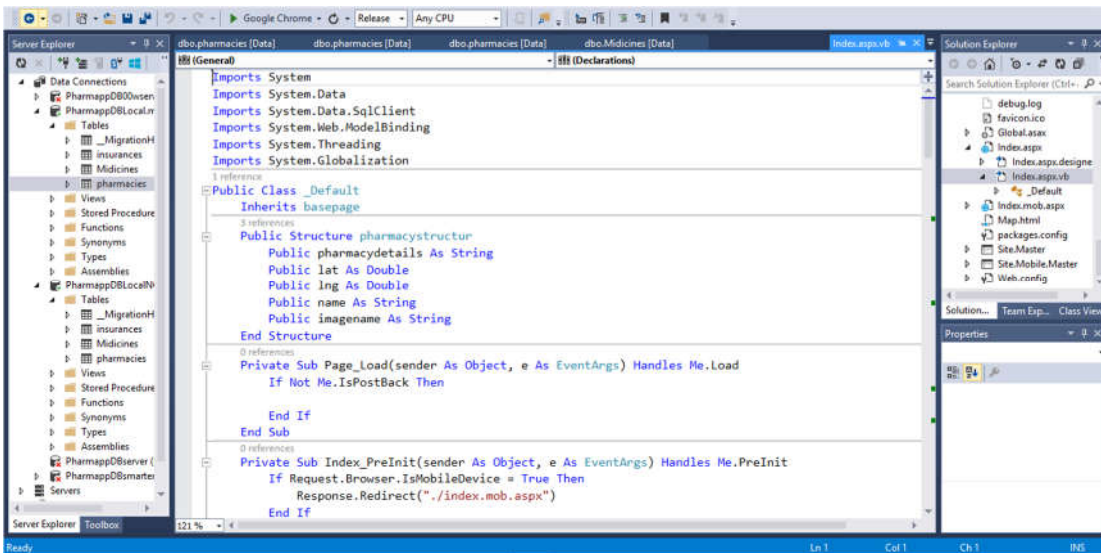 Google Chrome
Release
Any CPU
Server Explorer
Data Connections
PharmappDB00wsen
PharmappDBLocal.m
Tables
_MigrationH
insurances
Midicines
pharmacies
Views
Stored Procedure
Functions
Synonyms
Types
Assemblies
PharmappDBLocalN
Tables
_MigrationH
insurances
Midicines
pharmacies
Views
Stored Procedure
Functions
Synonyms
Types
Assemblies
PharmappDBserver (
PharmappDBsmarter
Servers
Server Explorer Toolbox
dbo.pharmacies [Data] dbo.pharmacies [Data] dbo.pharmacies [Data] dbo.Midicines [Data] Index.aspx.vb
(General) (Declarations)
Imports System
Imports System.Data
Imports System.Data.SqlClient
Imports System.Web.ModelBinding
Imports System.Threading
Imports System.Globalization
1 reference
Public Class _Default
Inherits basepage
3 references
Public Structure pharmacystructur
Public pharmacydetails As String
Public lat As Double
Public lng As Double
Public name As String
Public imagename As String
End Structure
0 references
Private Sub Page_Load(sender As Object, e As EventArgs) Handles Me.Load
If Not Me.IsPostBack Then
End If
End Sub
0 references
Private Sub Index_PreInit(sender As Object, e As EventArgs) Handles Me.PreInit
If Request.Browser.IsMobileDevice = True Then
Response.Redirect("./index.mob.aspx")
End If
121 %
Solution Explorer
Search Solution Explorer (Ctrl+
debug.log
favicon.ico
Global.asax
Index.aspx
Index.aspx.designe
Index.aspx.vb
_Default
Index.mob.aspx
Map.html
packages.config
Site.Master
Site.Mobile.Master
Web.config
Solution... Team Exp... Class View
Properties
Ready Ln 1 Col 1 Ch 1 INS